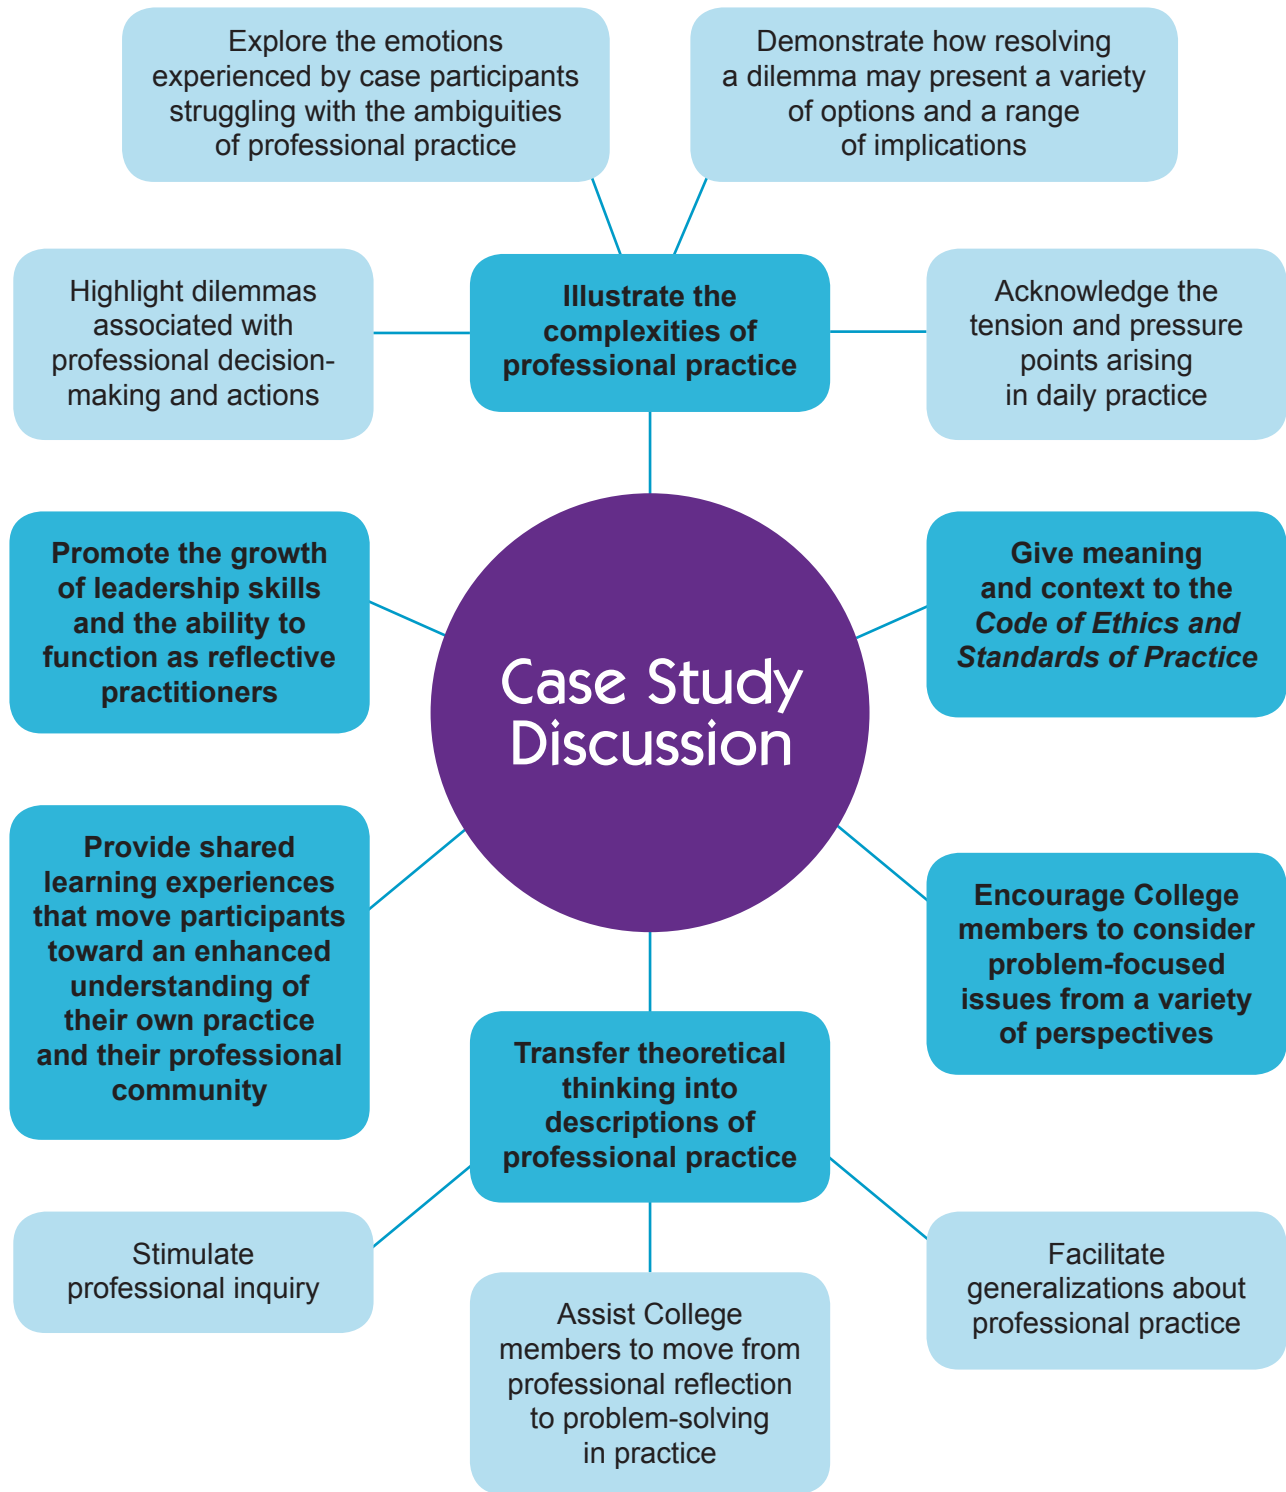 Explore the emotions
experienced by case participants
struggling with the ambiguities
of professional practice
Demonstrate how resolving
a dilemma may present a variety
of options and a range
of implications
Highlight dilemmas
associated with
professional decision-
making and actions
Illustrate the
complexities of
professional practice
Acknowledge the
tension and pressure
points arising
in daily practice
Promote the growth
of leadership skills
and the ability to
function as reflective
practitioners
Give meaning
and context to the
Code of Ethics and
Standards of Practice
Case Study
Discussion
Provide shared
learning experiences
that move participants
toward an enhanced
understanding of
their own practice
and their professional
community
Encourage College
members to consider
problem-focused
issues from a variety
of perspectives
Transfer theoretical
thinking into
descriptions of
professional practice
Stimulate
professional inquiry
Assist College
members to move from
professional reflection
to problem-solving
in practice
Facilitate
generalizations about
professional practice